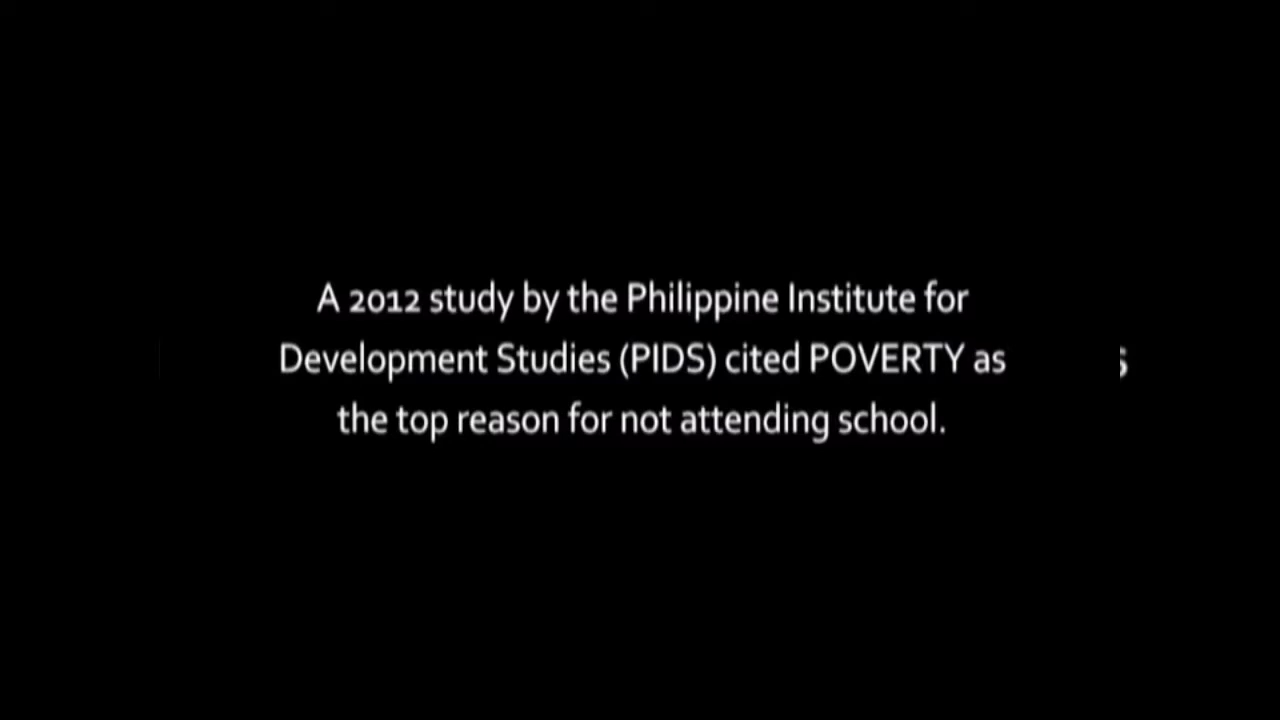 A 2012 study by the Philippine Institute for
Development Studies (PIDS) cited POVERTY as
the top reason for not attending school.